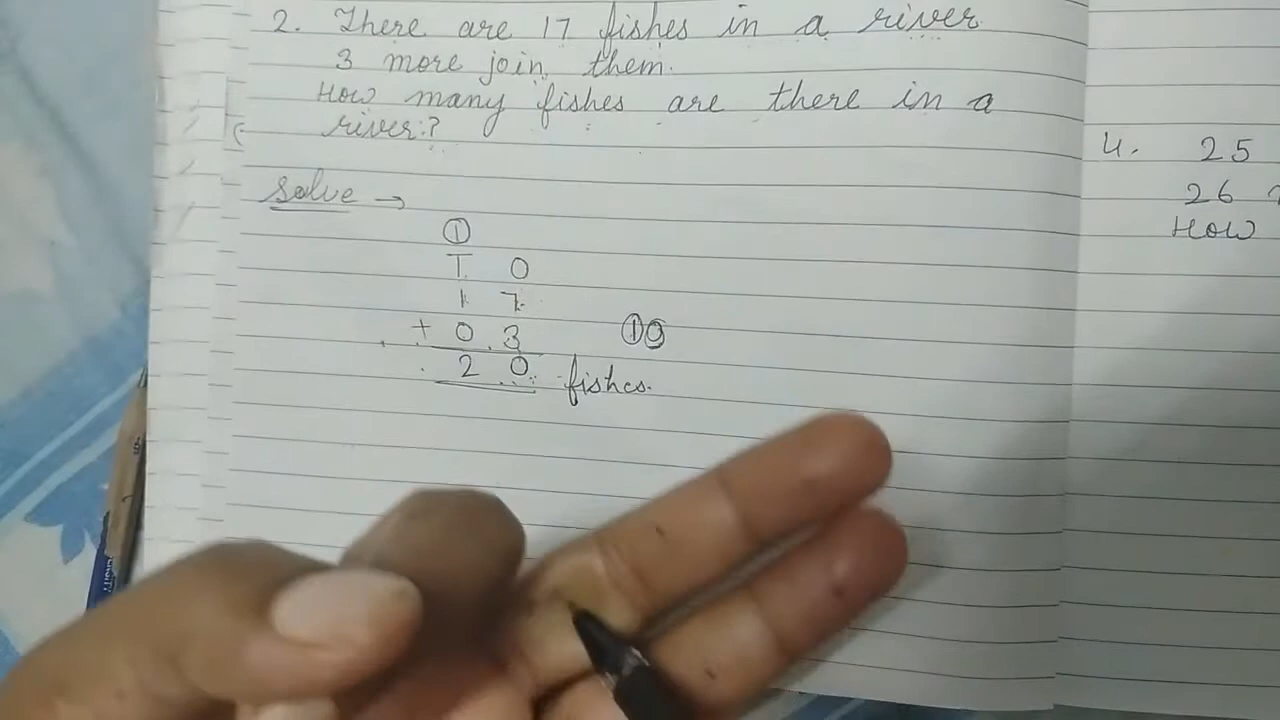 2. There are 17 fishes in a river
3 more join them.
How many fishes are there in a
river?
Solve →
①
T O
1 7
+ 0 3
①0
2 0 fishes.
4. 25
26
How